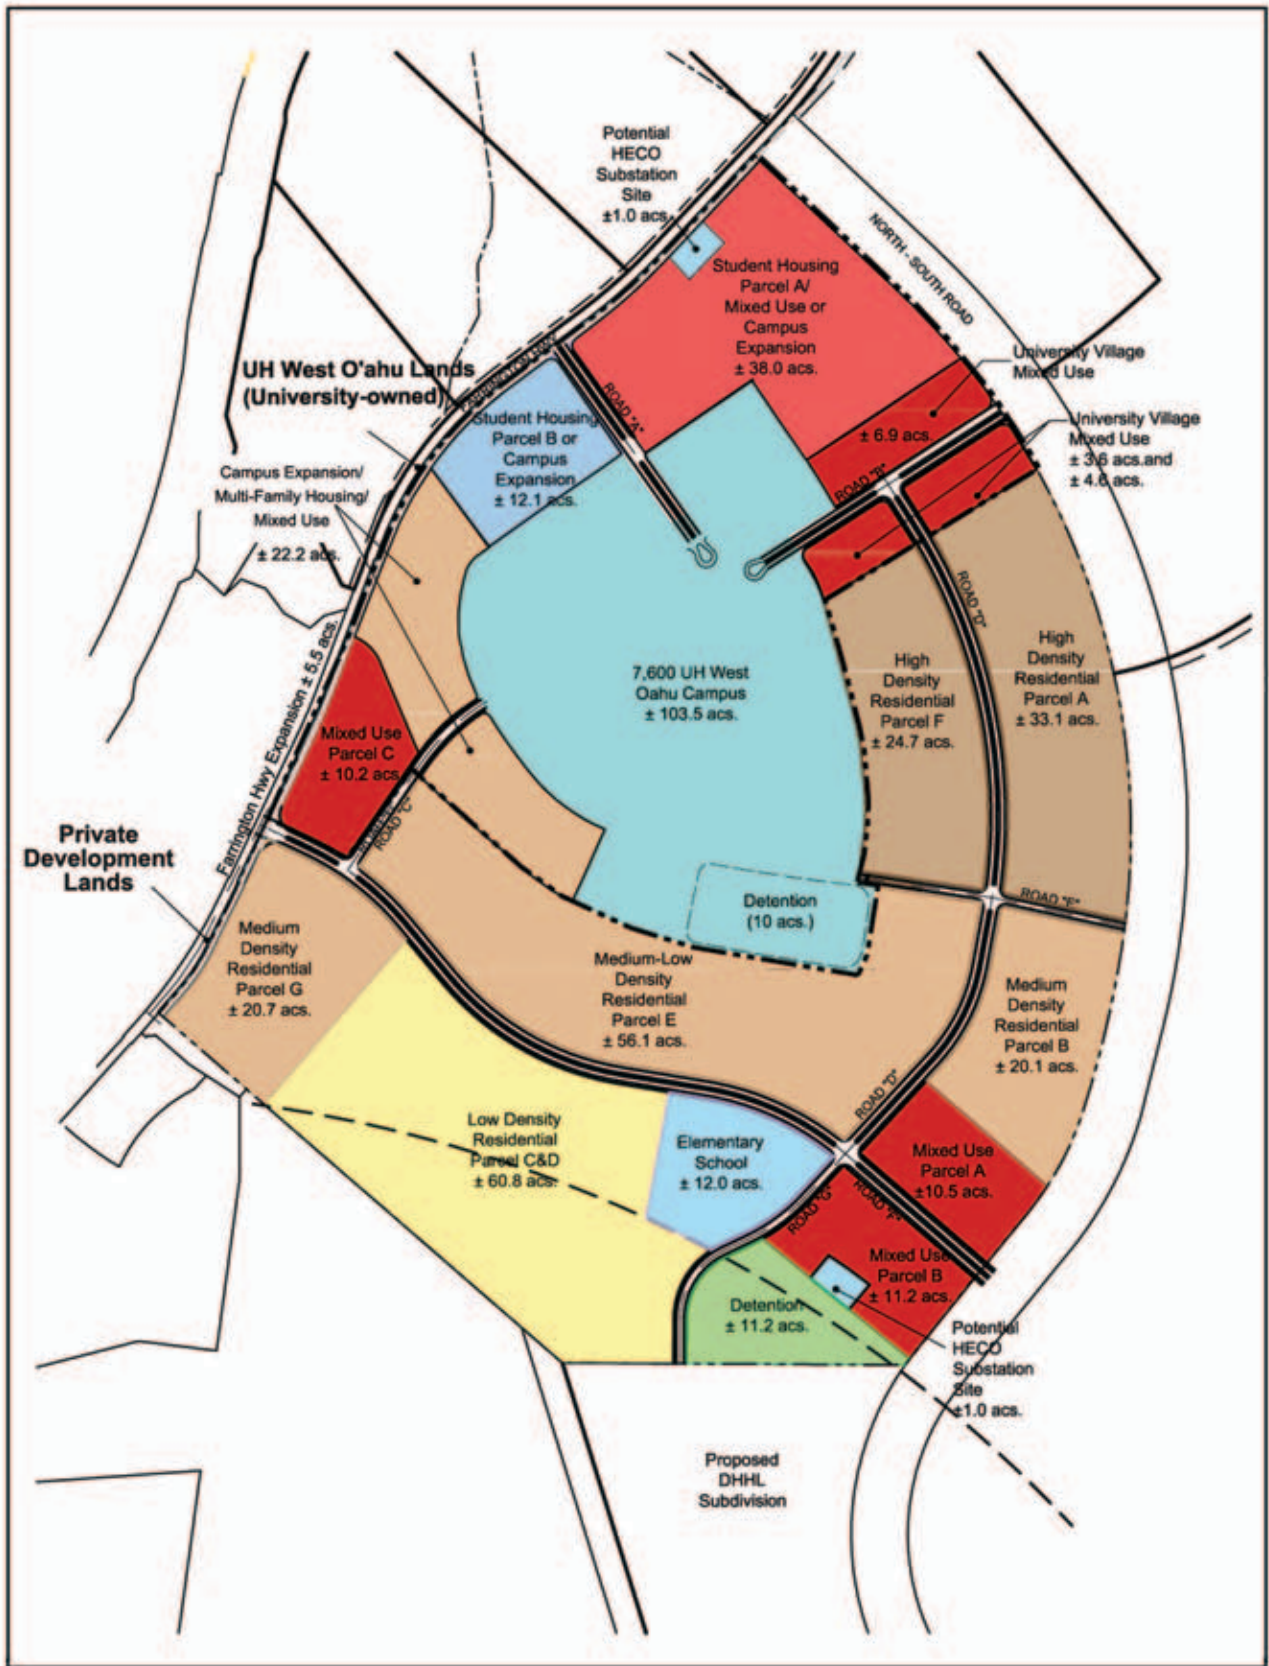 Potential
HECO
Substation
Site
±1.0 acs.
NORTH - SOUTH ROAD
Student Housing
Parcel A/
Mixed Use or
Campus
Expansion
± 38.0 acs.
University Village
Mixed Use
± 6.9 acs.
University Village
Mixed Use
± 3.6 acs.and
± 4.6 acs.
UH West O'ahu Lands
(University-owned)
ROAD "A"
Student Housing
Parcel B or
Campus
Expansion
± 12.1 acs.
ROAD "B"
Campus Expansion/
Multi-Family Housing/
Mixed Use
± 22.2 acs.
ROAD "D"
7,600 UH West
Oahu Campus
± 103.5 acs.
High
Density
Residential
Parcel F
± 24.7 acs.
High
Density
Residential
Parcel A
± 33.1 acs.
Farrington Hwy Expansion ± 5.5 acs.
Mixed Use
Parcel C
± 10.2 acs.
ROAD "C"
Private
Development
Lands
Detention
(10 acs.)
ROAD "E"
Medium
Density
Residential
Parcel G
± 20.7 acs.
Medium-Low
Density
Residential
Parcel E
± 56.1 acs.
Medium
Density
Residential
Parcel B
± 20.1 acs.
ROAD "D"
Low Density
Residential
Parcel C&D
± 60.8 acs.
Elementary
School
± 12.0 acs.
Mixed Use
Parcel A
±10.5 acs.
ROAD "G"
ROAD "F"
Mixed Use
Parcel B
± 11.2 acs.
Detention
± 11.2 acs.
Potential
HECO
Substation
Site
±1.0 acs.
Proposed
DHHL
Subdivision